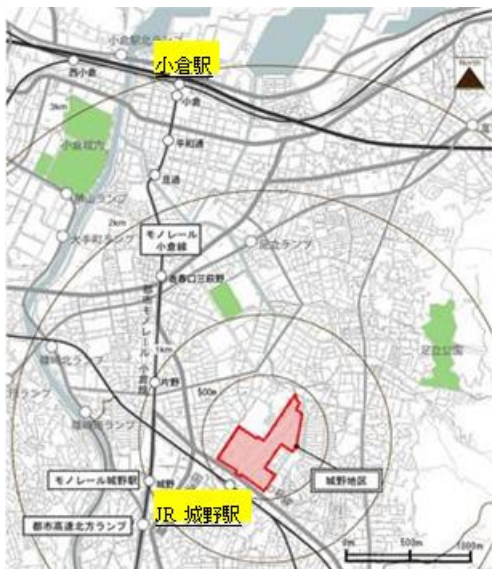 小倉駅北ランプ
小倉駅
North
西小倉
小倉
3km
小倉城内
平和通
旦過
2km
大手町ランプ
モノレール
小倉線
足立ランプ
香春口三萩野
都市モノレール 小倉線
1km
足立公園
片野
500m
モノレール城野駅
城野
城野地区
JR 城野駅
都市高速北方ランプ
0m
500m
1000m